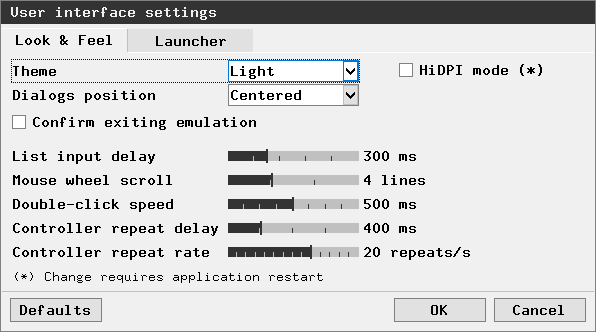 User interface settings
Look & Feel Launcher
Theme Light HiDPI mode (*)
Dialogs position Centered
Confirm exiting emulation
List input delay 300 ms
Mouse wheel scroll 4 lines
Double-click speed 500 ms
Controller repeat delay 400 ms
Controller repeat rate 20 repeats/s
(*) Change requires application restart
Defaults OK Cancel